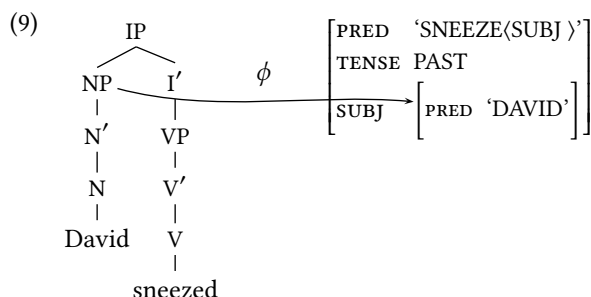 (9)
IP
NP I′
N′ VP
N V′
David V
sneezed
ϕ
PRED ‘SNEEZE⟨SUBJ ⟩’
TENSE PAST
SUBJ [PRED ‘DAVID’]